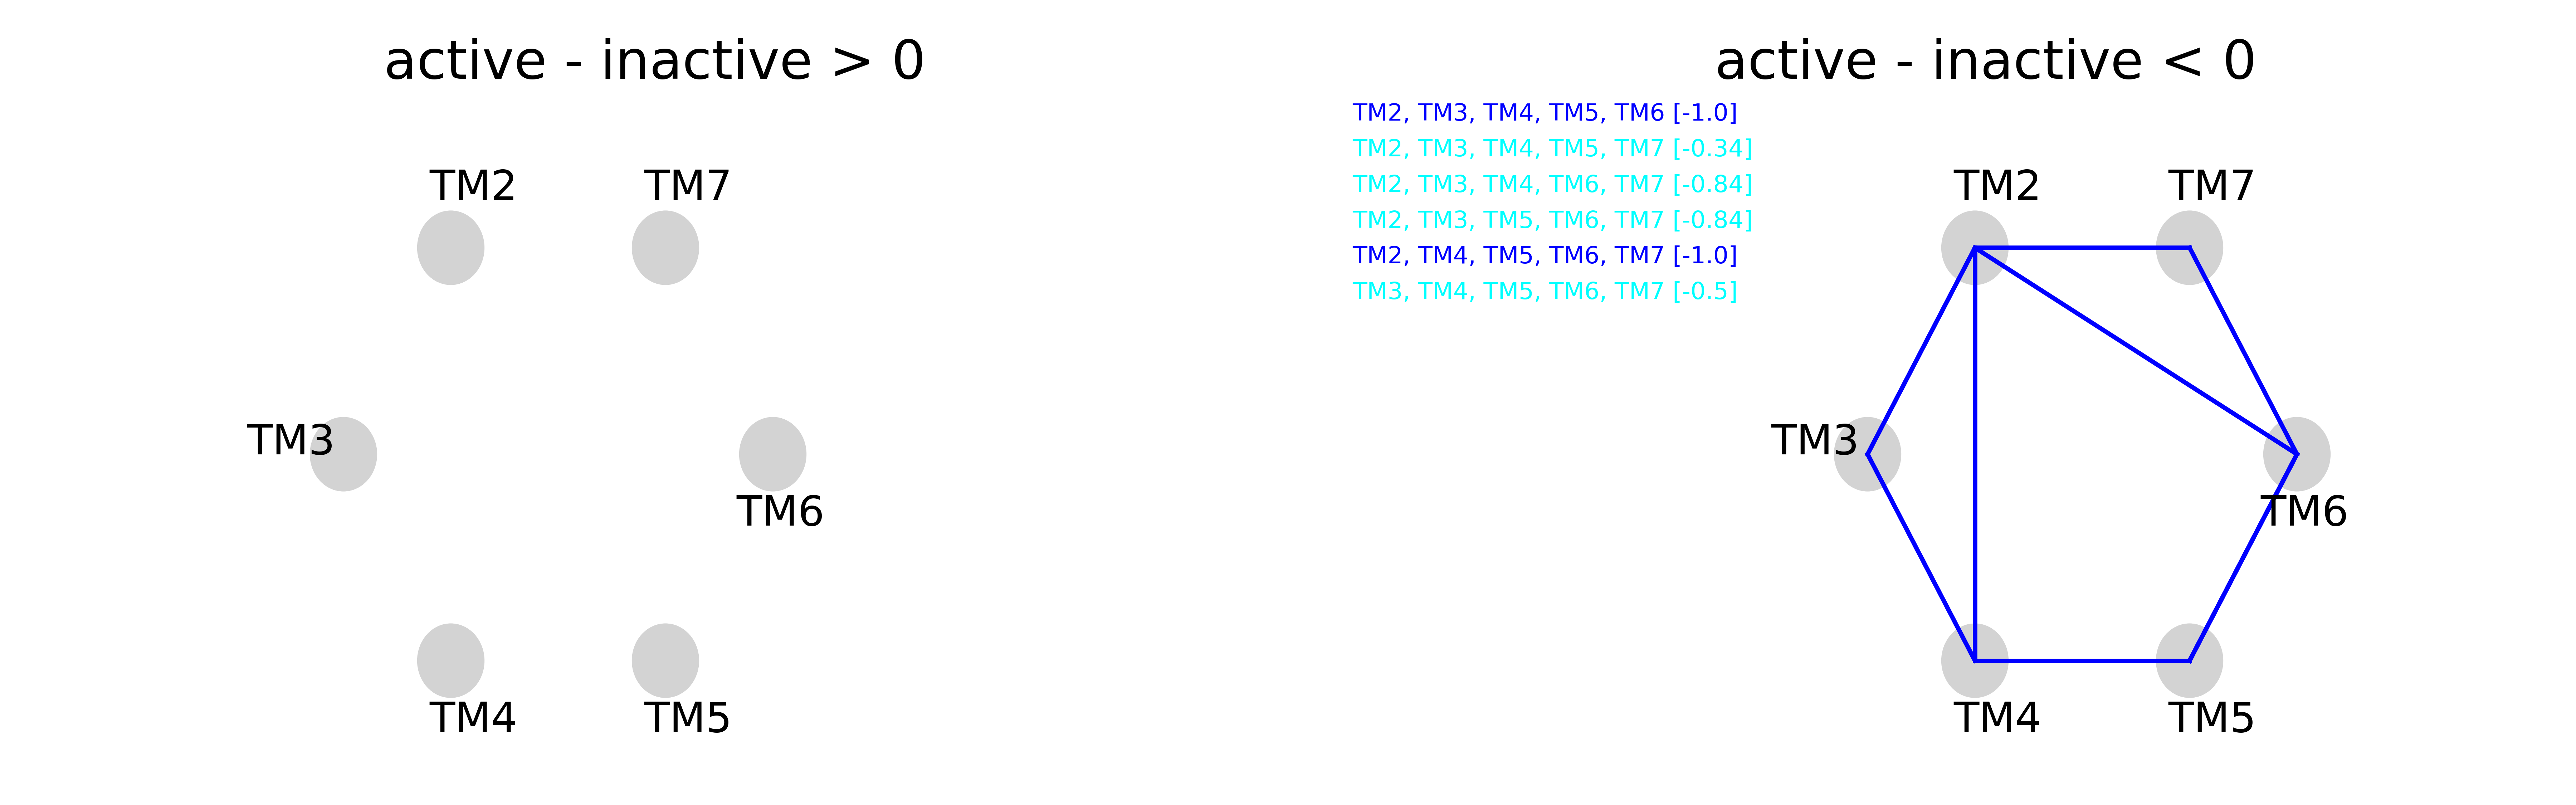 active - inactive > 0
TM2
TM7
TM3
TM6
TM4
TM5
active - inactive < 0
TM2, TM3, TM4, TM5, TM6 [-1.0]
TM2, TM3, TM4, TM5, TM7 [-0.34]
TM2, TM3, TM4, TM6, TM7 [-0.84]
TM2, TM3, TM5, TM6, TM7 [-0.84]
TM2, TM4, TM5, TM6, TM7 [-1.0]
TM3, TM4, TM5, TM6, TM7 [-0.5]
TM2
TM7
TM3
TM6
TM4
TM5